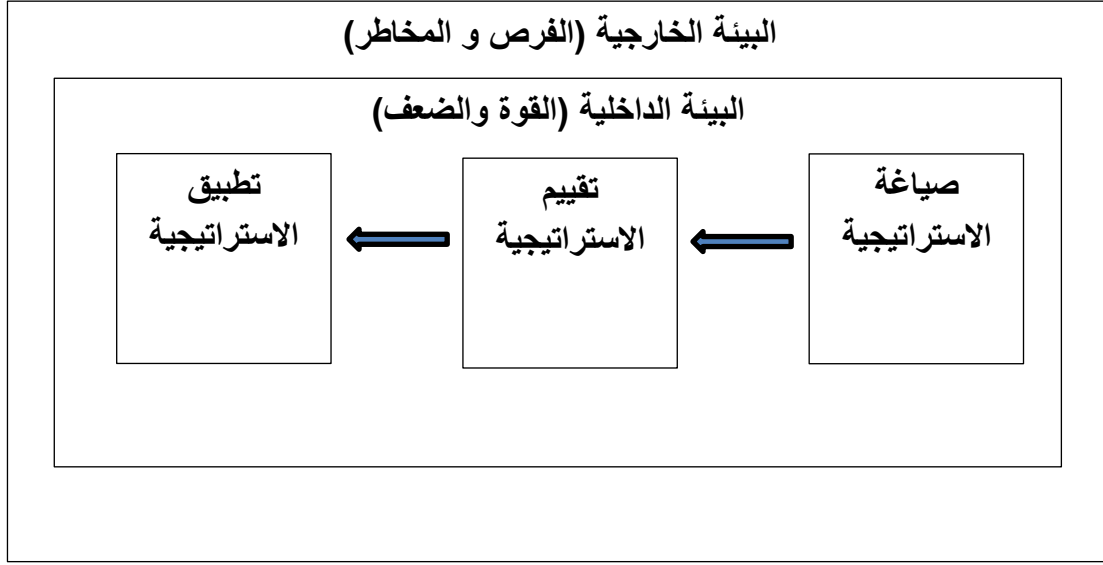 البيئة الخارجية (الفرص و المخاطر)
البيئة الداخلية (القوة والضعف)
صياغة
الاستراتيجية
تقييم
الاستراتيجية
تطبيق
الاستراتيجية